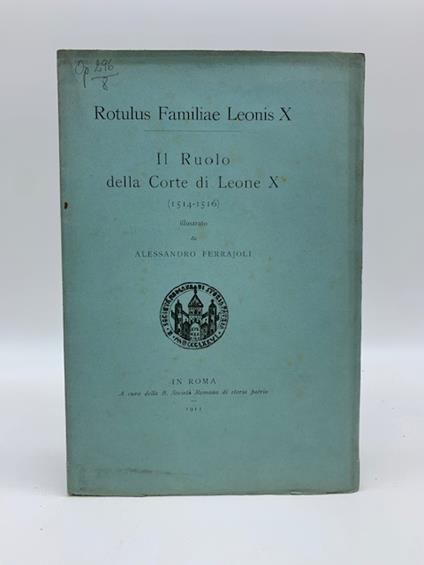 Op 296
8
Rotulus Familiae Leonis X
Il Ruolo
della Corte di Leone X
(1514-1516)
illustrato
da
ALESSANDRO FERRAJOLI
IN ROMA
A cura della R. Società Romana di storia patria
1911